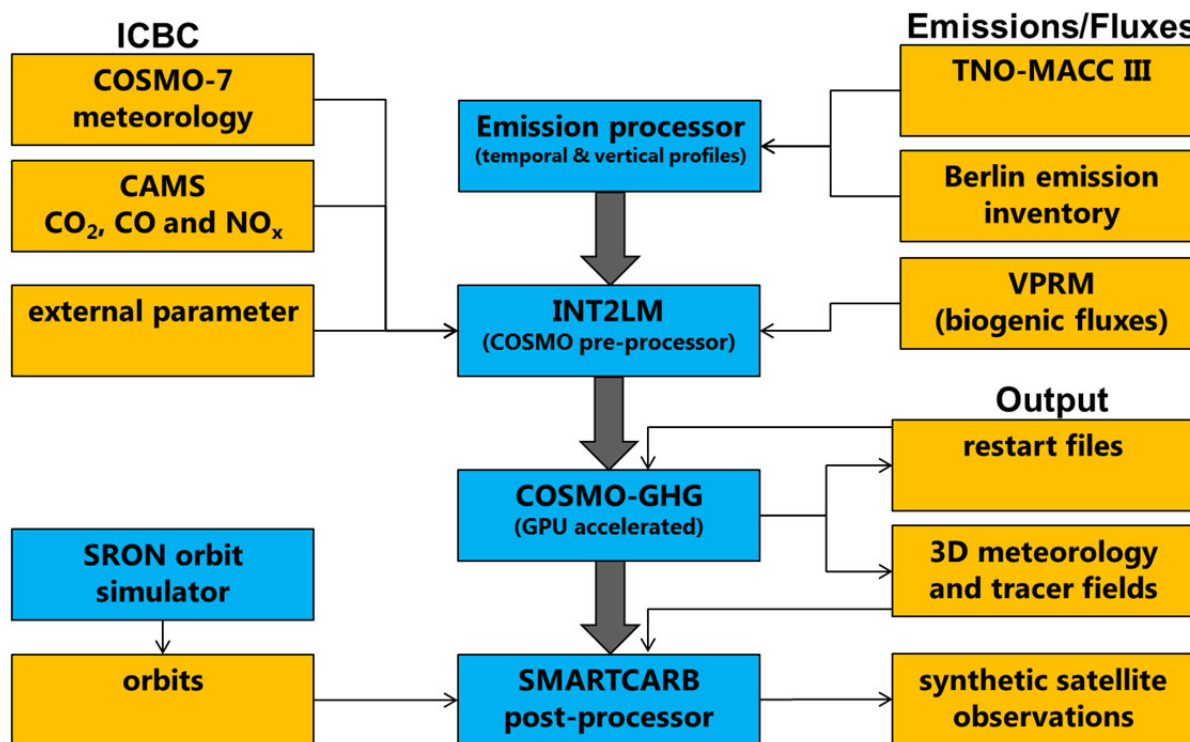 ICBC
COSMO-7
meteorology
CAMS
CO₂, CO and NOₓ
external parameter
Emission processor
(temporal & vertical profiles)
INT2LM
(COSMO pre-processor)
COSMO-GHG
(GPU accelerated)
SMARTCARB
post-processor
SRON orbit
simulator
orbits
Emissions/Fluxes
TNO-MACC III
Berlin emission
inventory
VPRM
(biogenic fluxes)
Output
restart files
3D meteorology
and tracer fields
synthetic satellite
observations